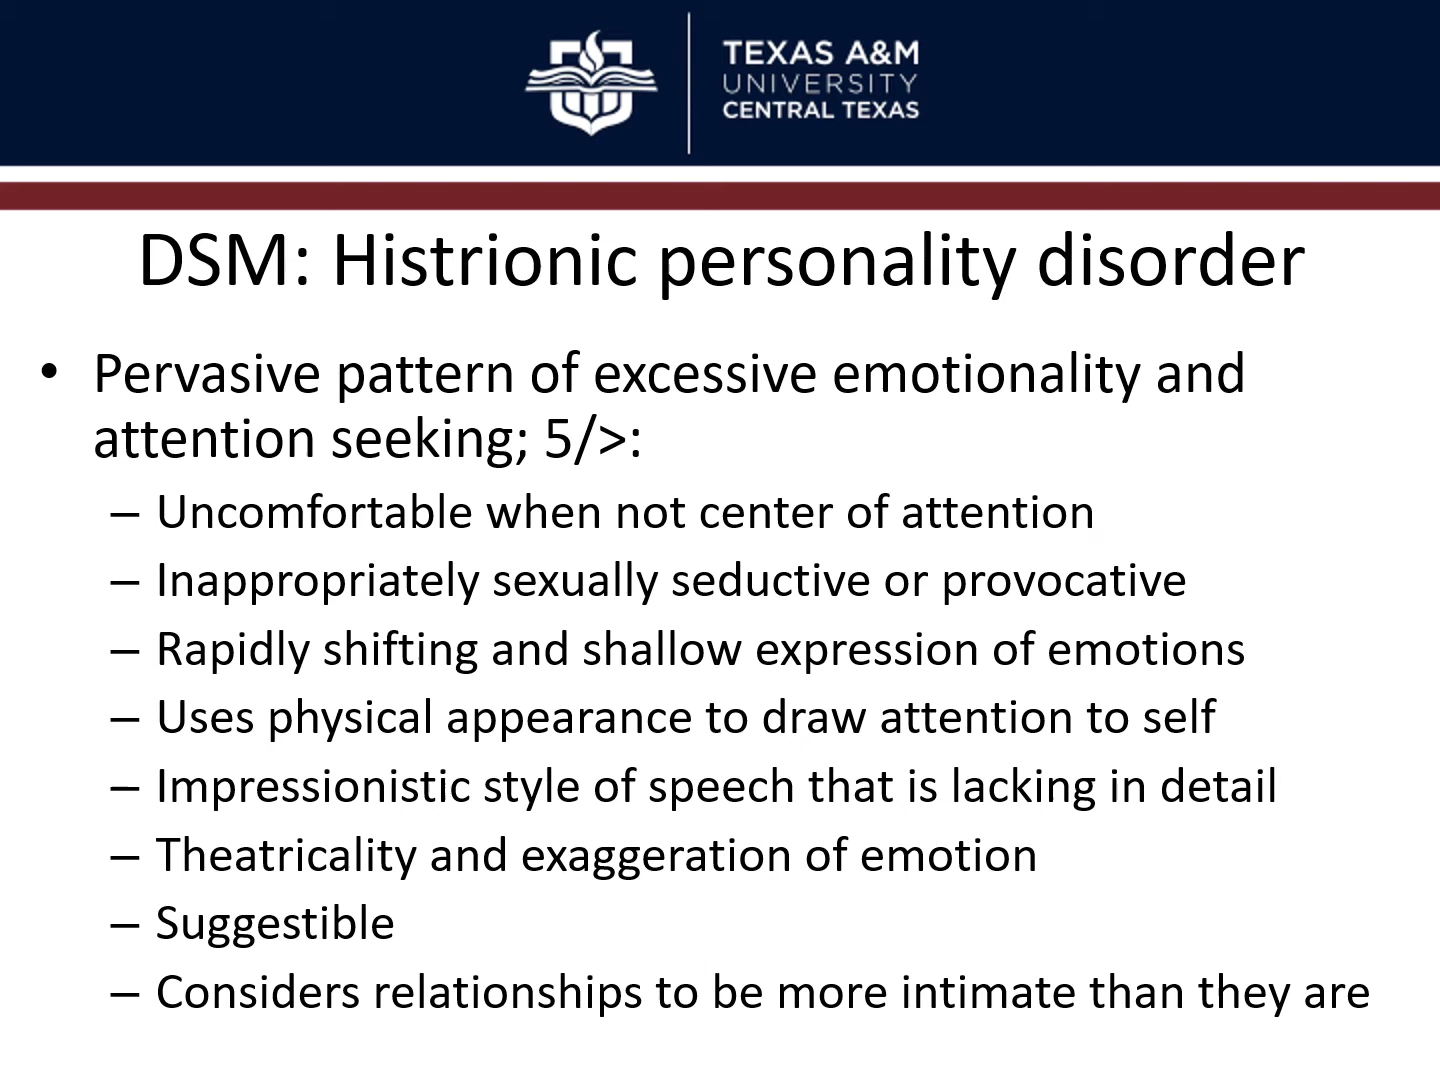 TEXAS A&M
UNIVERSITY
CENTRAL TEXAS
DSM: Histrionic personality disorder
• Pervasive pattern of excessive emotionality and
attention seeking; 5/>:
– Uncomfortable when not center of attention
– Inappropriately sexually seductive or provocative
– Rapidly shifting and shallow expression of emotions
– Uses physical appearance to draw attention to self
– Impressionistic style of speech that is lacking in detail
– Theatricality and exaggeration of emotion
– Suggestible
– Considers relationships to be more intimate than they are